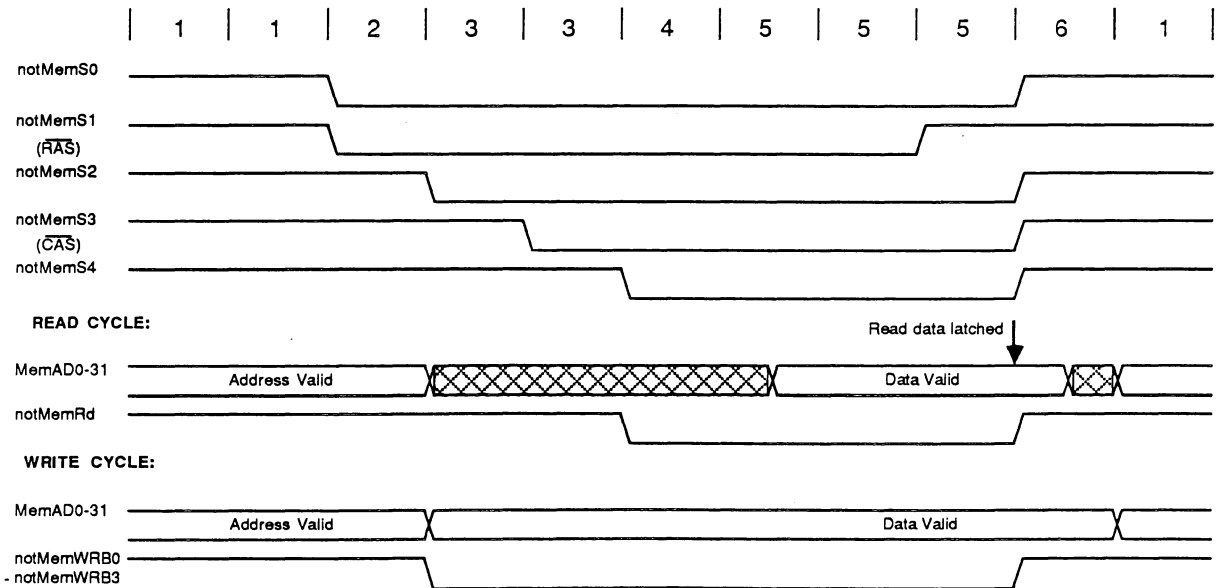 | 1 | 1 | 2 | 3 | 3 | 4 | 5 | 5 | 5 | 6 | 1 |
notMemS0
notMemS1
(RAS)
notMemS2
notMemS3
(CAS)
notMemS4
READ CYCLE:
Read data latched
MemAD0-31
Address Valid
Data Valid
notMemRd
WRITE CYCLE:
MemAD0-31
Address Valid
Data Valid
notMemWRB0
- notMemWRB3